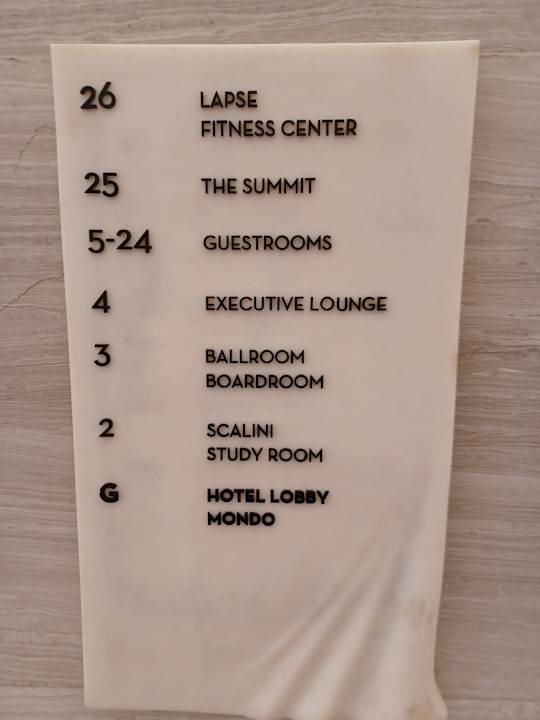 26 LAPSE
FITNESS CENTER
25 THE SUMMIT
5-24 GUESTROOMS
4 EXECUTIVE LOUNGE
3 BALLROOM
BOARDROOM
2 SCALINI
STUDY ROOM
G HOTEL LOBBY
MONDO